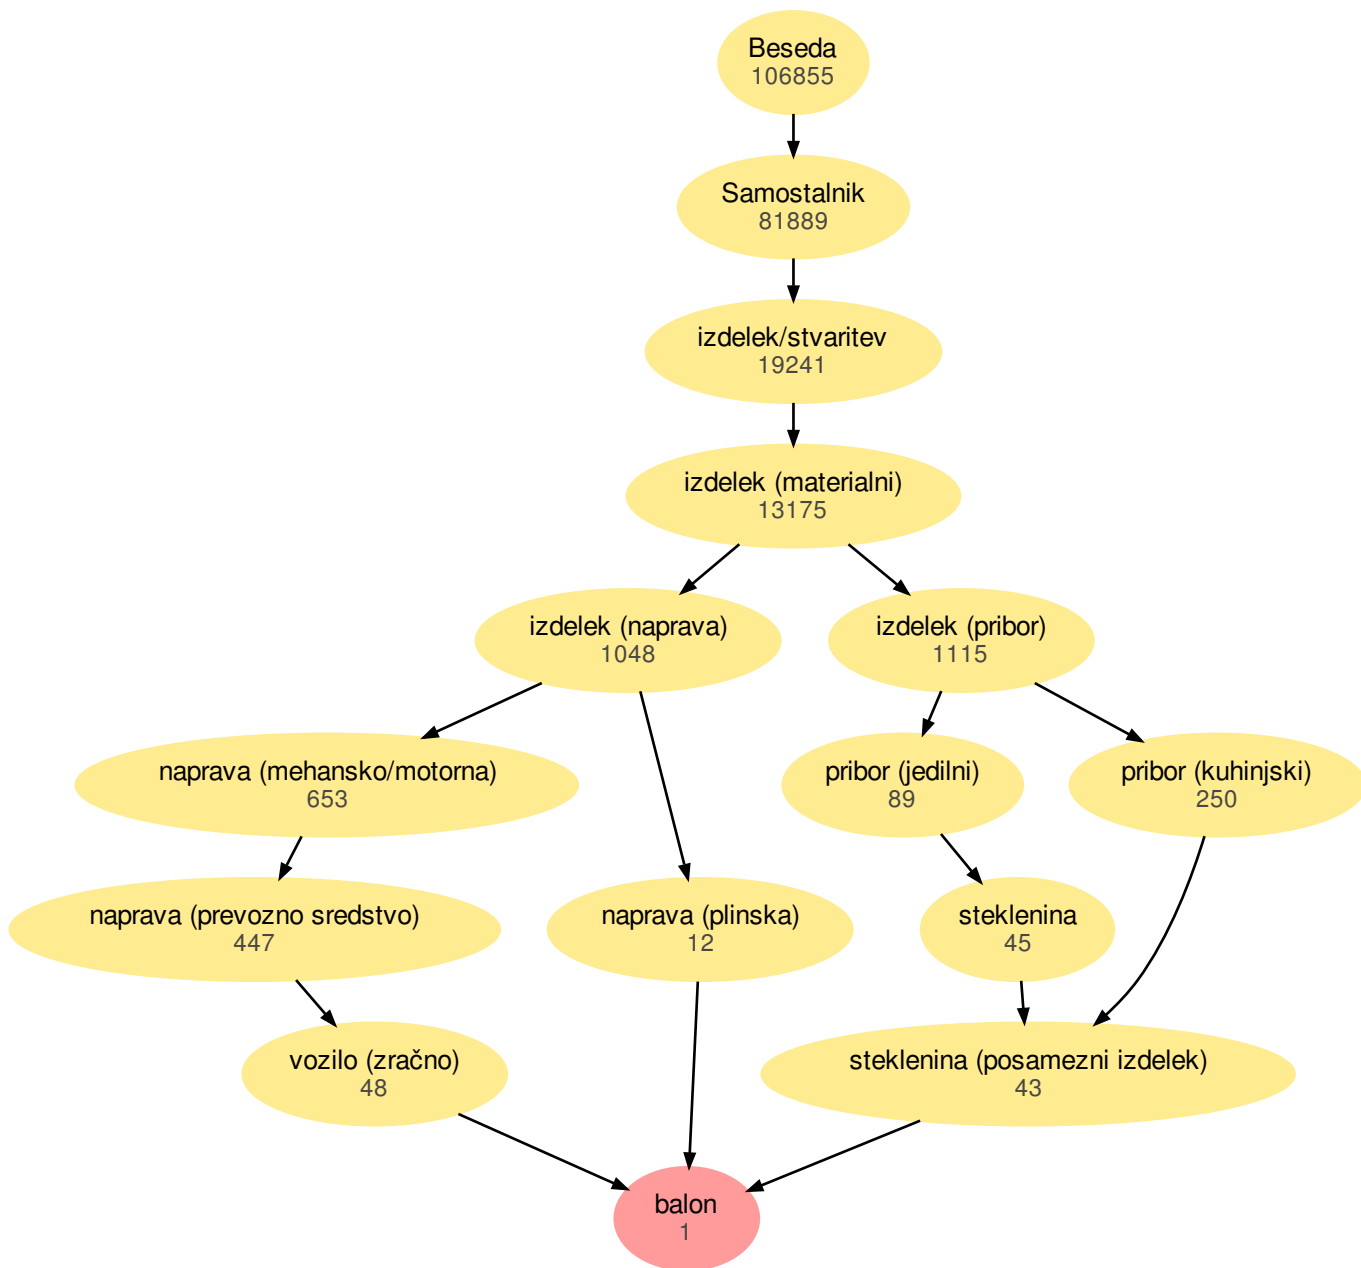 Beseda
106855
Samostalnik
81889
izdelek/stvaritev
19241
izdelek (materialni)
13175
izdelek (naprava)
1048
izdelek (pribor)
1115
naprava (mehansko/motorna)
653
pribor (jedilni)
89
pribor (kuhinjski)
250
naprava (prevozno sredstvo)
447
naprava (plinska)
12
steklenina
45
vozilo (zračno)
48
steklenina (posamezni izdelek)
43
balon
1